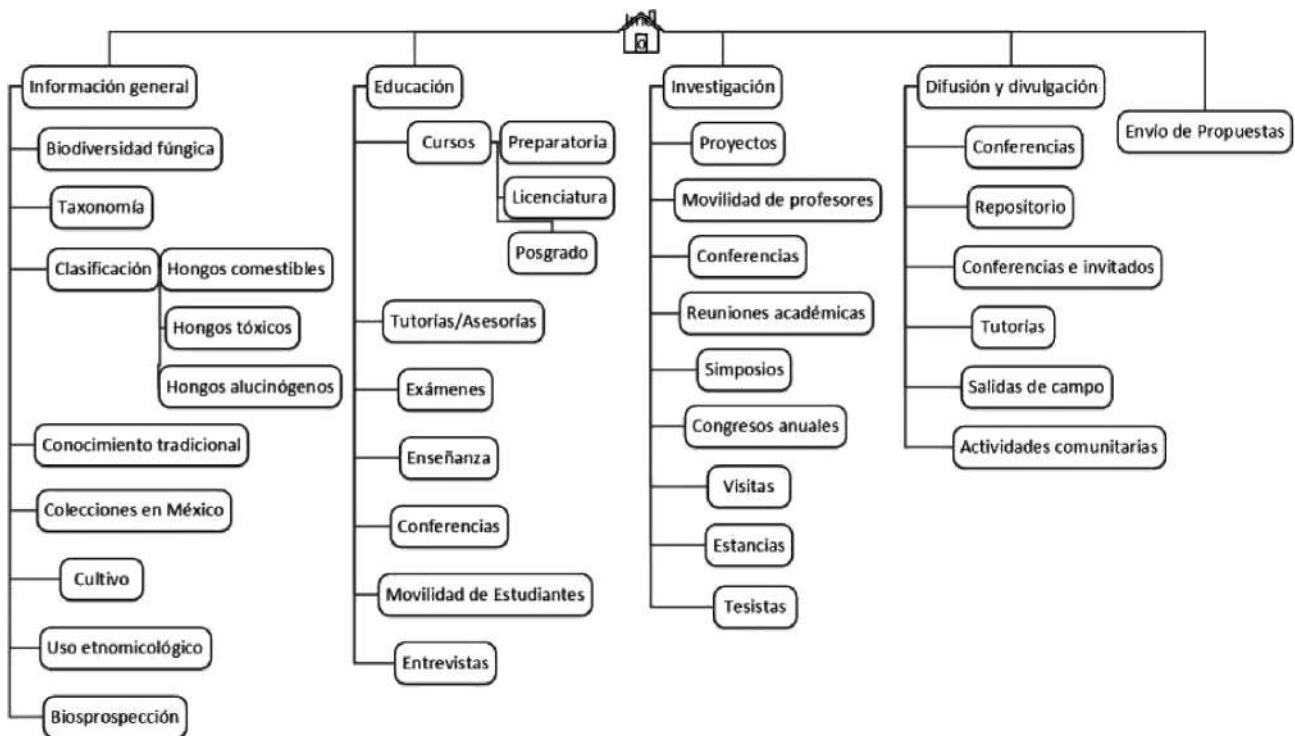 Información general
Biodiversidad fúngica
Taxonomía
Clasificación
Hongos comestibles
Hongos tóxicos
Hongos alucinógenos
Conocimiento tradicional
Colecciones en México
Cultivo
Uso etnomicológico
Biosprospección
Educación
Cursos
Preparatoria
Licenciatura
Posgrado
Tutorías/Asesorías
Exámenes
Enseñanza
Conferencias
Movilidad de Estudiantes
Entrevistas
Investigación
Proyectos
Movilidad de profesores
Conferencias
Reuniones académicas
Simposios
Congresos anuales
Visitas
Estancias
Tesistas
Difusión y divulgación
Conferencias
Repositorio
Conferencias e invitados
Tutorías
Salidas de campo
Actividades comunitarias
Envío de Propuestas